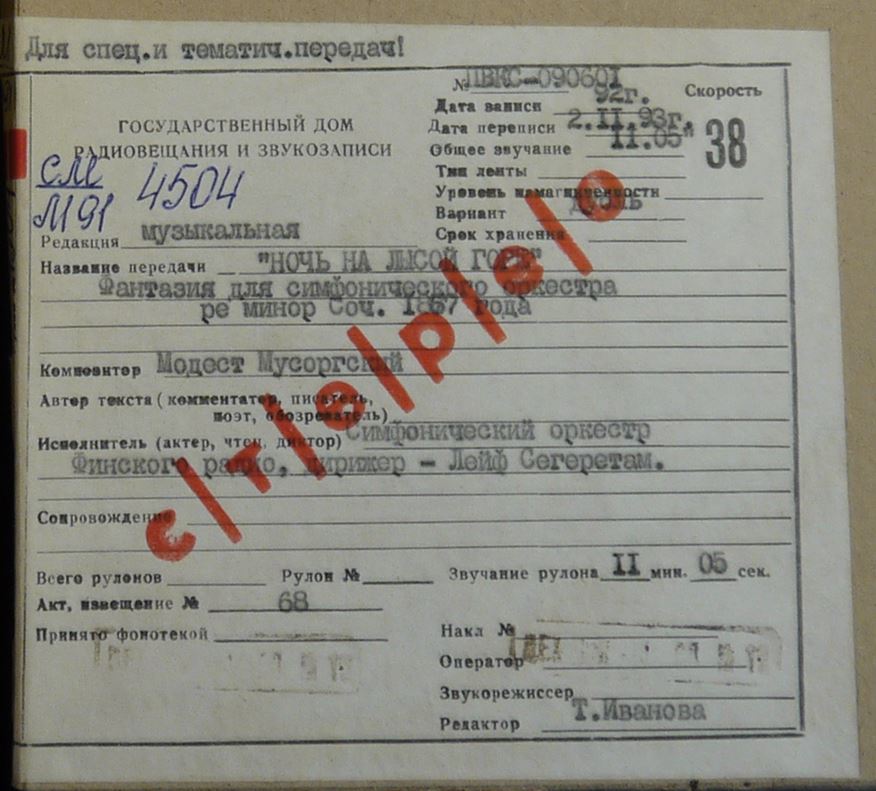 Для спец.и тематич.передач!
№ ПВКС-090601
Скорость
Дата записи 92г.
ГОСУДАРСТВЕННЫЙ ДОМ
РАДИОВЕЩАНИЯ И ЗВУКОЗАПИСИ
Дата переписи 2.II.93г.
Общее звучание II.05"
38
Тип ленты
СМ
М91
4504
Уровень намагниченности
Вариант
Срок хранения
Редакция музыкальная
Название передачи "НОЧЬ НА ЛЫСОЙ ГОРЕ"
Фантазия для симфонического оркестра
ре минор Соч. 1867 года
Композитор Модест Мусоргский
Автор текста (комментатор, писатель,
поэт, обозреватель)
Исполнитель (актер, чтец, диктор) Симфонический оркестр
Финского радио, дирижер - Лейф Сегеретам.
с/т/е/р/е/о
Сопровождение
Всего рулонов Рулон № Звучание рулона II мин. 05 сек.
Акт, извещение № 68
Принято фонотекой
Накл №
Оператор
Звукорежиссер
Редактор Т.Иванова